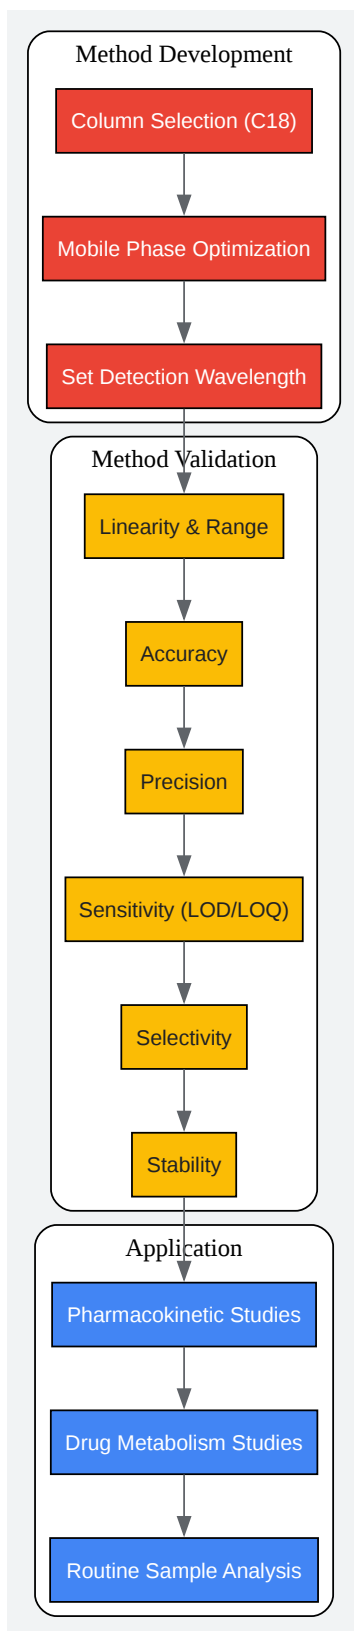 Method Development
Column Selection (C18)
Mobile Phase Optimization
Set Detection Wavelength
Method Validation
Linearity & Range
Accuracy
Precision
Sensitivity (LOD/LOQ)
Selectivity
Stability
Application
Pharmacokinetic Studies
Drug Metabolism Studies
Routine Sample Analysis